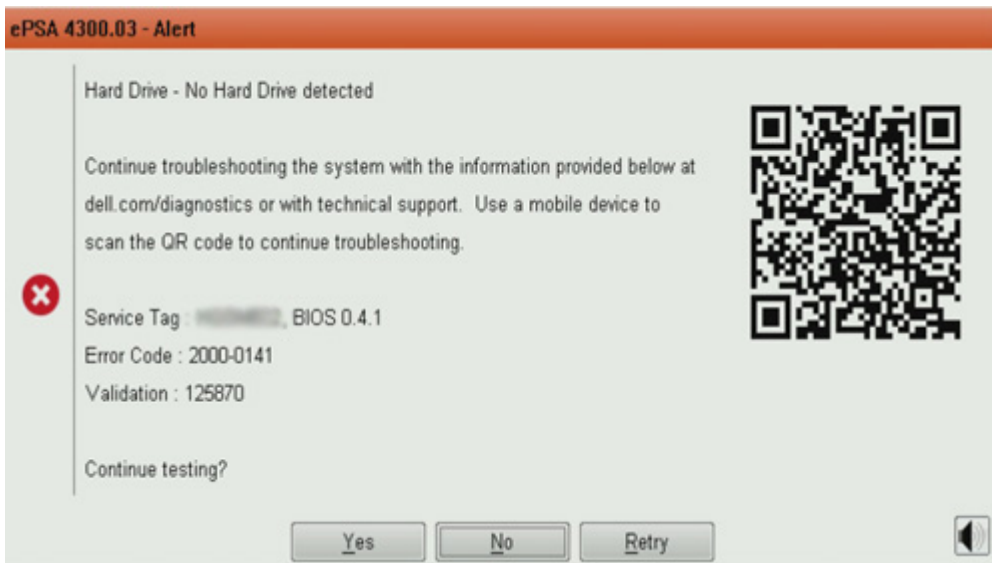 ePSA 4300.03 - Alert
Hard Drive - No Hard Drive detected
Continue troubleshooting the system with the information provided below at
dell.com/diagnostics or with technical support. Use a mobile device to
scan the QR code to continue troubleshooting.
Service Tag : , BIOS 0.4.1
Error Code : 2000-0141
Validation : 125870
Continue testing?
Yes No Retry